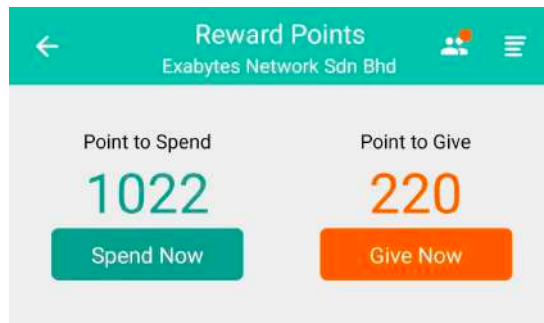 Reward Points
Exabytes Network Sdn Bhd
Point to Spend
Point to Give
1022
220
Spend Now
Give Now